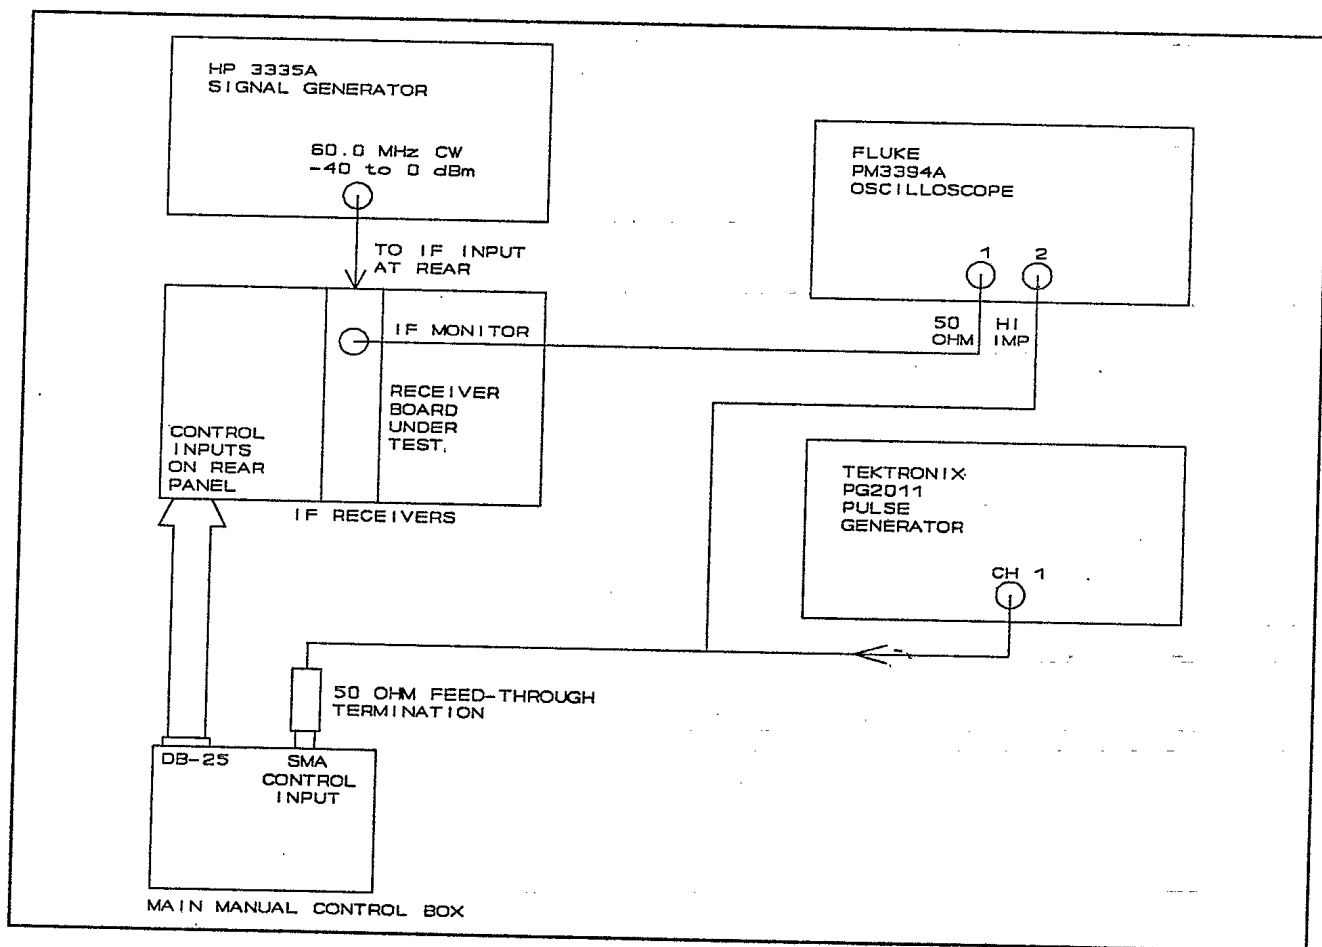 HP 3335A
SIGNAL GENERATOR
60.0 MHz CW
-40 to 0 dBm
TO IF INPUT
AT REAR
FLUKE
PM3394A
OSCILLOSCOPE
1 2
50 HI
OHM IMP
IF MONITOR
RECEIVER
BOARD
UNDER
TEST.
CONTROL
INPUTS
ON REAR
PANEL
IF RECEIVERS
TEKTRONIX
PG2011
PULSE
GENERATOR
CH 1
50 OHM FEED-THROUGH
TERMINATION
DB-25
SMA
CONTROL
INPUT
MAIN MANUAL CONTROL BOX